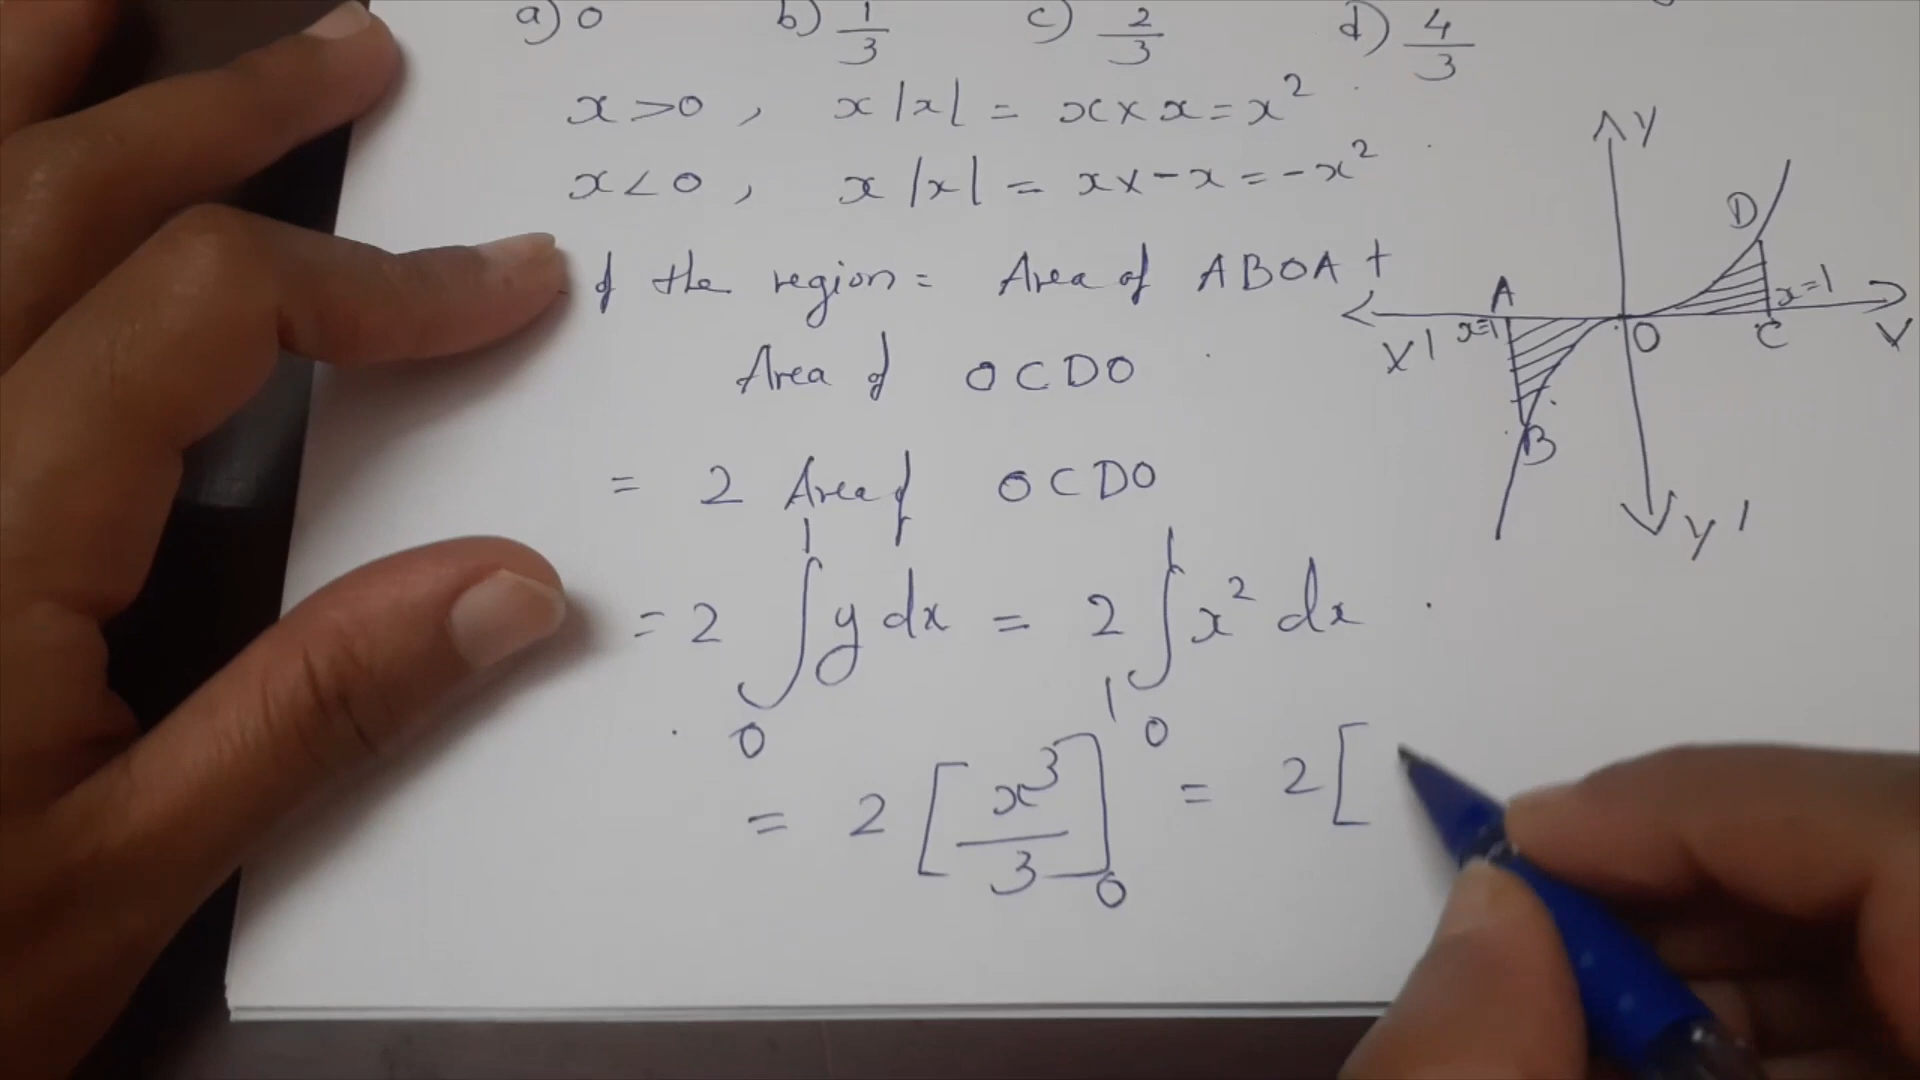 a) 0 b) 1/3 c) 2/3 d) 4/3
x>0, x|x| = x×x=x²
x<0, x|x| = x×-x=-x²
of the region = Area of ABOA +
Area of OCDO
= 2 Area of OCDO
= 2 ∫₀¹ y dx = 2 ∫₀¹ x² dx
= 2 [x³/3]₀¹ = 2 [
Y
D
A
x=1
x=1
X'
O
C
B
Y'